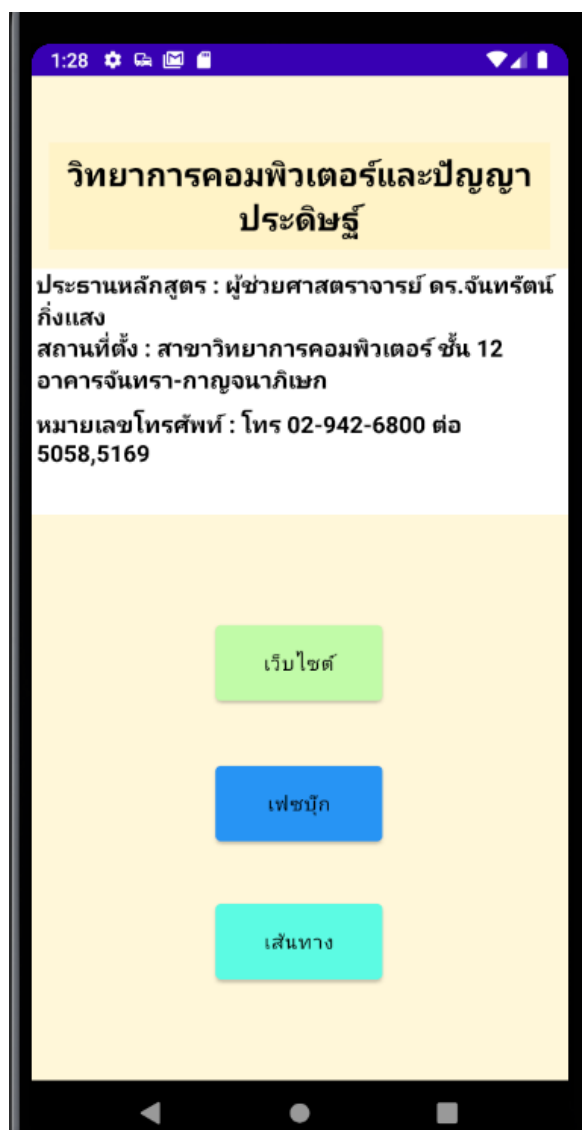 1:28
วิทยาการคอมพิวเตอร์และปัญญา
ประดิษฐ์
ประธานหลักสูตร : ผู้ช่วยศาสตราจารย์ ดร.จันทรัตน์
กิ่งแสง
สถานที่ตั้ง : สาขาวิทยาการคอมพิวเตอร์ ชั้น 12
อาคารจันทรา-กาญจนาภิเษก
หมายเลขโทรศัพท์ : โทร 02-942-6800 ต่อ
5058,5169
เว็บไซต์
เฟซบุ๊ก
เส้นทาง